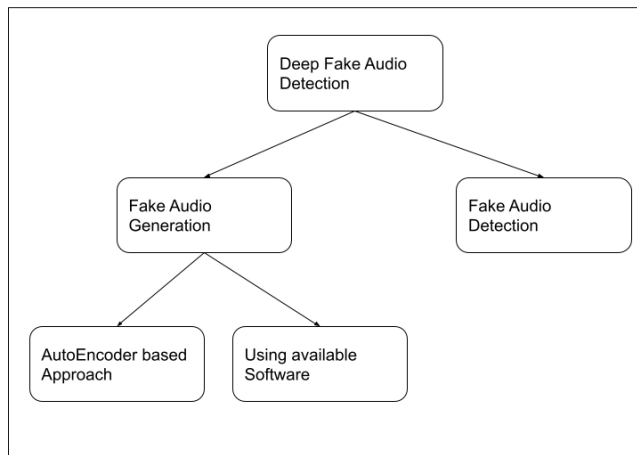 Deep Fake Audio
Detection
Fake Audio
Generation
Fake Audio
Detection
AutoEncoder based
Approach
Using available
Software